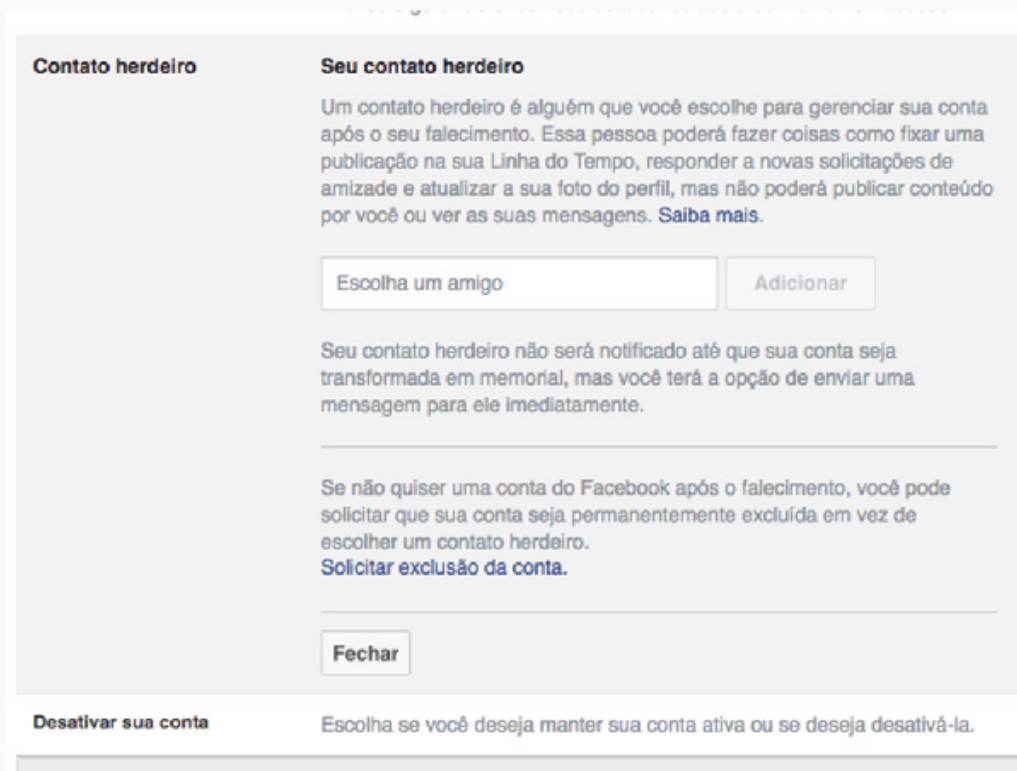 Contato herdeiro
Seu contato herdeiro
Um contato herdeiro é alguém que você escolhe para gerenciar sua conta
após o seu falecimento. Essa pessoa poderá fazer coisas como fixar uma
publicação na sua Linha do Tempo, responder a novas solicitações de
amizade e atualizar a sua foto do perfil, mas não poderá publicar conteúdo
por você ou ver as suas mensagens. Saiba mais.
Escolha um amigo
Adicionar
Seu contato herdeiro não será notificado até que sua conta seja
transformada em memorial, mas você terá a opção de enviar uma
mensagem para ele imediatamente.
Se não quiser uma conta do Facebook após o falecimento, você pode
solicitar que sua conta seja permanentemente excluída em vez de
escolher um contato herdeiro.
Solicitar exclusão da conta.
Fechar
Desativar sua conta
Escolha se você deseja manter sua conta ativa ou se deseja desativá-la.